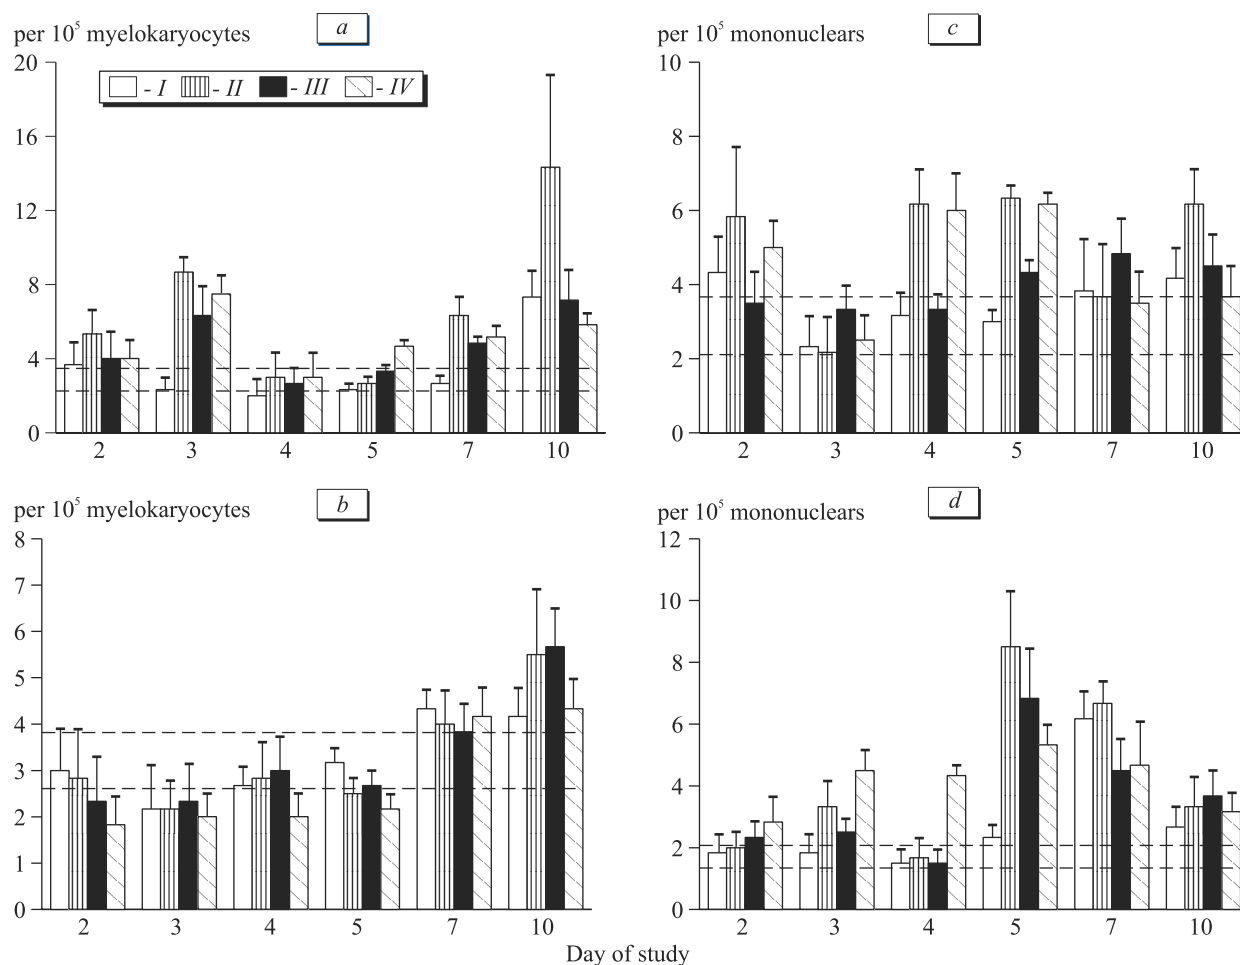 a
per 10⁵ myelokaryocytes
20
16
12
8
4
0
- I - II - III - IV
2 3 4 5 7 10
c
per 10⁵ mononuclears
10
8
6
4
2
0
2 3 4 5 7 10
b
per 10⁵ myelokaryocytes
8
7
6
5
4
3
2
1
0
2 3 4 5 7 10
d
per 10⁵ mononuclears
12
10
8
6
4
2
0
2 3 4 5 7 10
Day of study